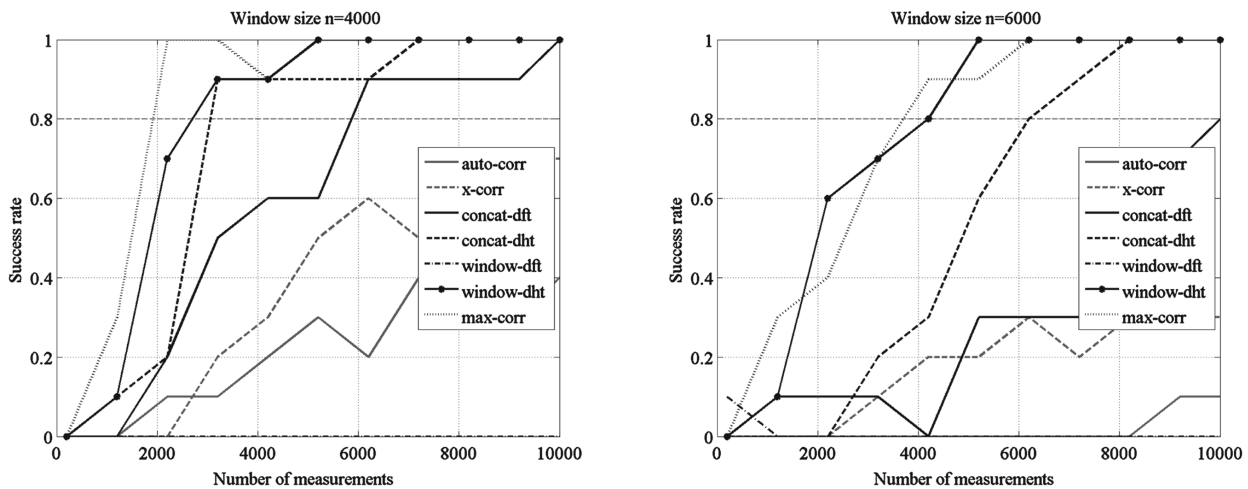 Window size n=4000
1
0.8
0.6
0.4
0.2
0
Success rate
auto-corr
x-corr
concat-dft
concat-dht
window-dft
window-dht
max-corr
0 2000 4000 6000 8000 10000
Number of measurements
Window size n=6000
1
0.8
0.6
0.4
0.2
0
Success rate
auto-corr
x-corr
concat-dft
concat-dht
window-dft
window-dht
max-corr
0 2000 4000 6000 8000 10000
Number of measurements